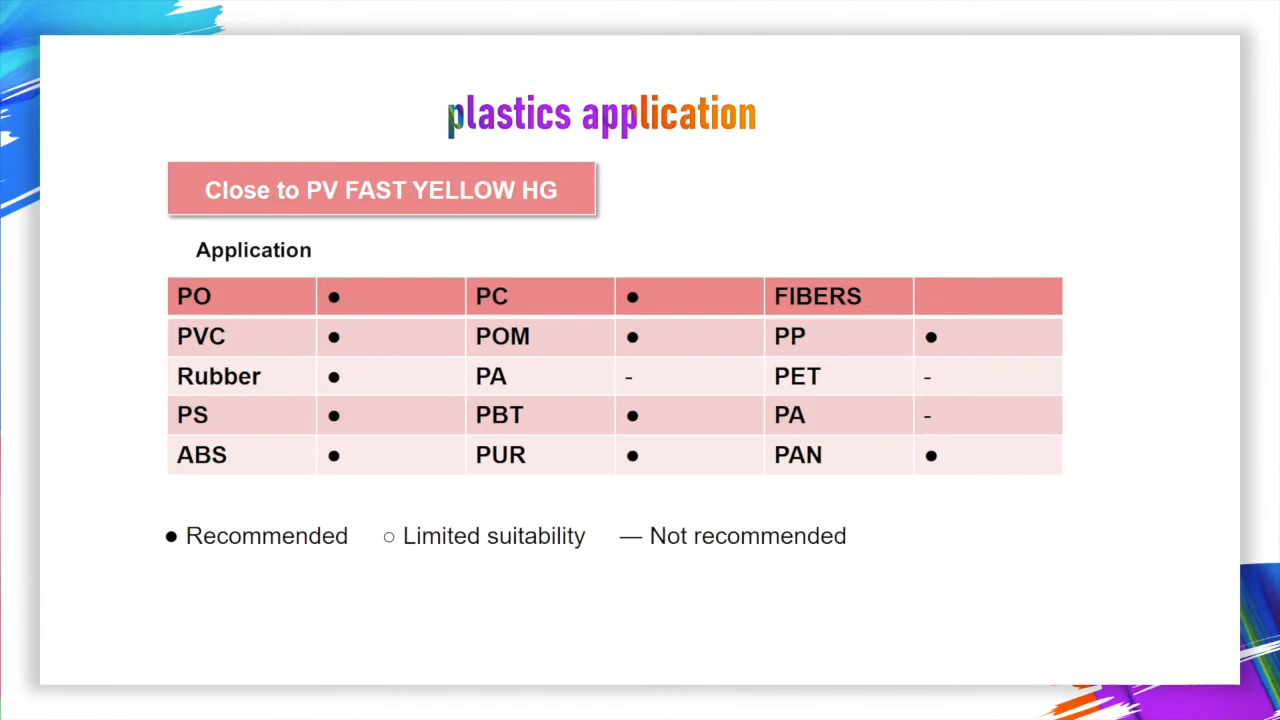 plastics application
Close to PV FAST YELLOW HG
Application
PO ● PC ● FIBERS
PVC ● POM ● PP ●
Rubber ● PA - PET -
PS ● PBT ● PA -
ABS ● PUR ● PAN ●
● Recommended ○ Limited suitability — Not recommended